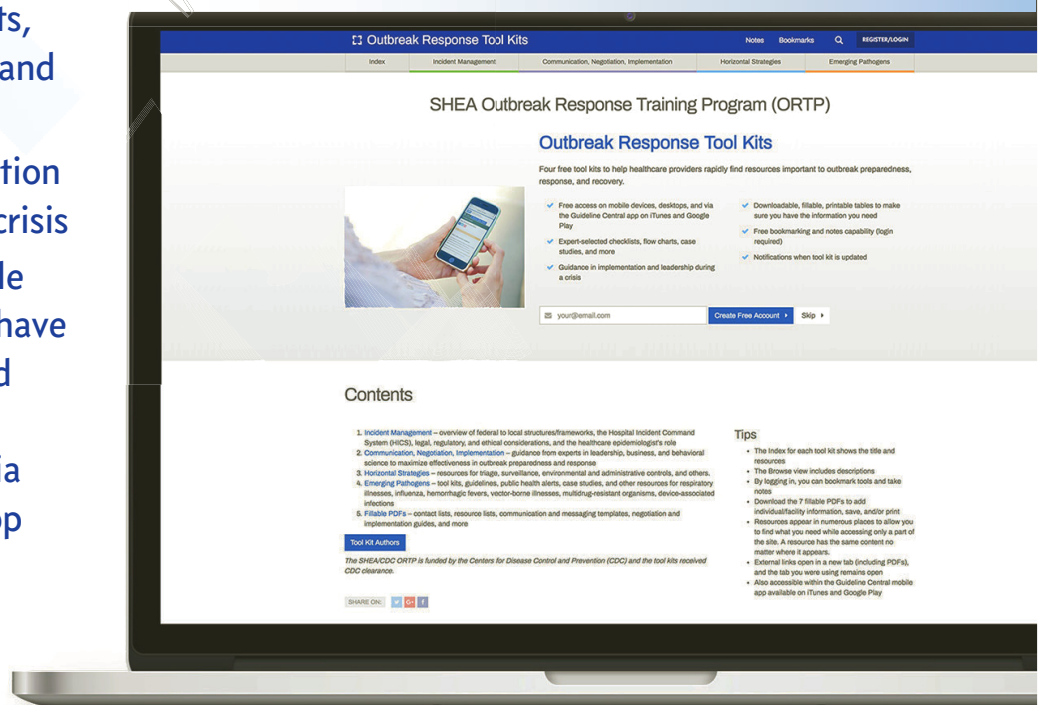 ts,
and
tion
crisis
le
have
d
ia
op
Outbreak Response Tool Kits
Notes Bookmarks REGISTER/LOGIN
Index Incident Management Communication, Negotiation, Implementation Horizontal Strategies Emerging Pathogens
SHEA Outbreak Response Training Program (ORTP)
Outbreak Response Tool Kits
Four free tool kits to help healthcare providers rapidly find resources important to outbreak preparedness,
response, and recovery.
Free access on mobile devices, desktops, and via
the Guideline Central app on iTunes and Google
Play
Expert-selected checklists, flow charts, case
studies, and more
Guidance in implementation and leadership during
a crisis
Downloadable, fillable, printable tables to make
sure you have the information you need
Free bookmarking and notes capability (login
required)
Notifications when tool kit is updated
your@email.com
Create Free Account Skip
Contents
1. Incident Management – overview of federal to local structures/frameworks, the Hospital Incident Command
System (HICS), legal, regulatory, and ethical considerations, and the healthcare epidemiologist's role
2. Communication, Negotiation, Implementation – guidance from experts in leadership, business, and behavioral
science to maximize effectiveness in outbreak preparedness and response
3. Horizontal Strategies – resources for triage, surveillance, environmental and administrative controls, and others.
4. Emerging Pathogens – tool kits, guidelines, public health alerts, case studies, and other resources for respiratory
illnesses, influenza, hemorrhagic fevers, vector-borne illnesses, multidrug-resistant organisms, device-associated
infections
5. Fillable PDFs – contact lists, resource lists, communication and messaging templates, negotiation and
implementation guides, and more
Tool Kit Authors
The SHEA/CDC ORTP is funded by the Centers for Disease Control and Prevention (CDC) and the tool kits received
CDC clearance.
SHARE ON: G+ f
Tips
• The Index for each tool kit shows the title and
resources
• The Browse view includes descriptions
• By logging in, you can bookmark tools and take
notes
• Download the 7 fillable PDFs to add
individual/facility information, save, and/or print
• Resources appear in numerous places to allow you
to find what you need while accessing only a part of
the site. A resource has the same content no
matter where it appears.
• External links open in a new tab (including PDFs),
and the tab you were using remains open
• Also accessible within the Guideline Central mobile
app available on iTunes and Google Play